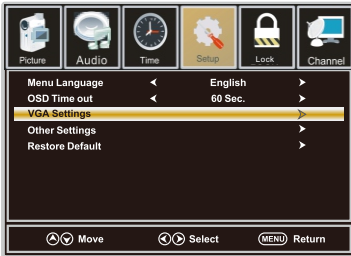 Picture Audio Time Setup Lock Channel
Menu Language English
OSD Time out 60 Sec.
VGA Settings
Other Settings
Restore Default
Move Select MENU Return